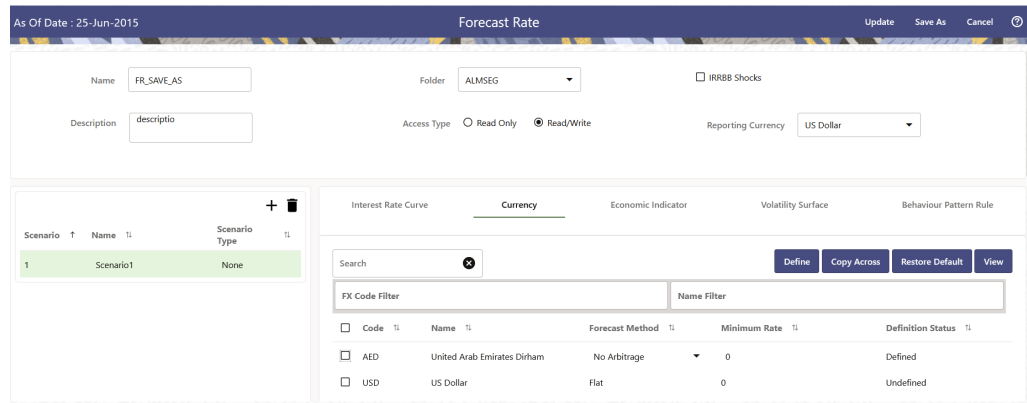 As Of Date : 25-Jun-2015 Forecast Rate Update Save As Cancel
Name FR_SAVE_AS Folder ALMSEG IRRBB Shocks
Description descriptio Access Type Read Only Read/Write Reporting Currency US Dollar
Interest Rate Curve Currency Economic Indicator Volatility Surface Behaviour Pattern Rule
Scenario Name Scenario Type
1 Scenario1 None
Search Define Copy Across Restore Default View
FX Code Filter Name Filter
Code Name Forecast Method Minimum Rate Definition Status
AED United Arab Emirates Dirham No Arbitrage 0 Defined
USD US Dollar Flat 0 Undefined